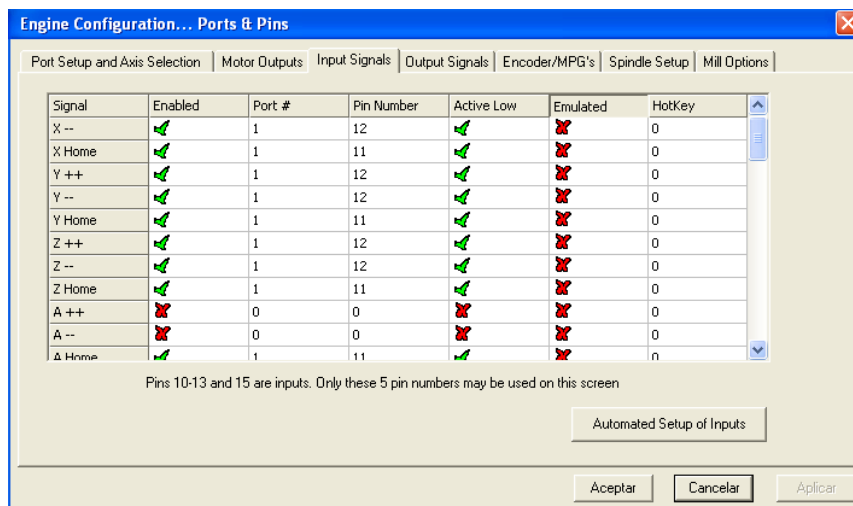 Engine Configuration... Ports & Pins
Port Setup and Axis Selection Motor Outputs Input Signals Output Signals Encoder/MPG's Spindle Setup Mill Options
Signal Enabled Port # Pin Number Active Low Emulated HotKey
X -- 1 12 0
X Home 1 11 0
Y ++ 1 12 0
Y -- 1 12 0
Y Home 1 11 0
Z ++ 1 12 0
Z -- 1 12 0
Z Home 1 11 0
A ++ 0 0 0
A -- 0 0 0
A Home 1 11 0
Pins 10-13 and 15 are inputs. Only these 5 pin numbers may be used on this screen
Automated Setup of Inputs
Aceptar Cancelar Aplicar